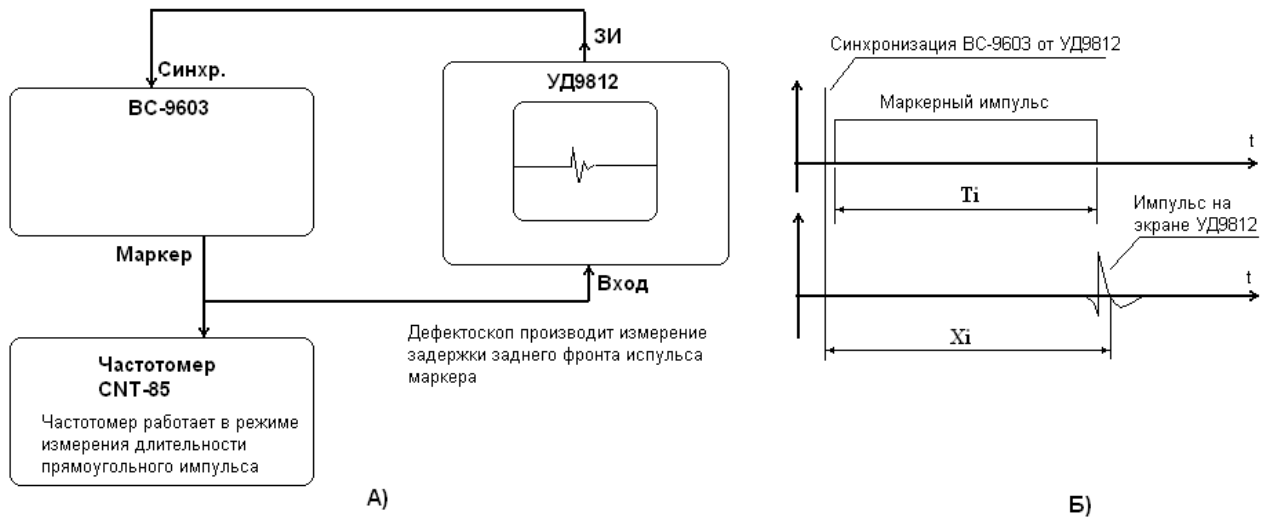 ЗИ
Синхр.
ВС-9603
УД9812
Маркер
Вход
Частотомер
CNT-85
Частотомер работает в режиме
измерения длительности
прямоугольного импульса
Дефектоскоп производит измерение
задержки заднего фронта испульса
маркера
А)
Синхронизация ВС-9603 от УД9812
Маркерный импульс
t
Ti
Импульс на
экране УД9812
t
Xi
Б)